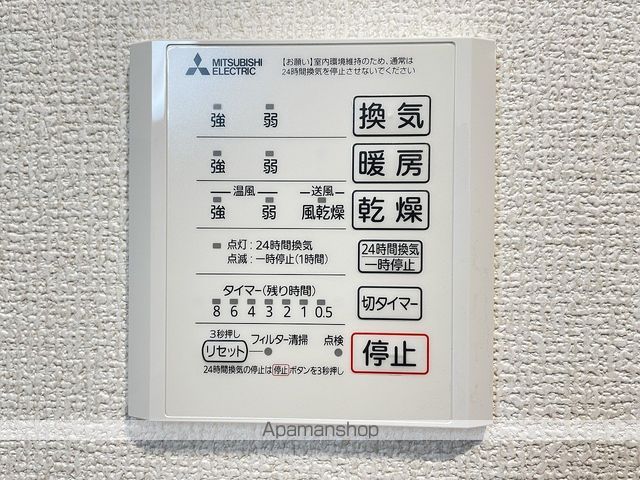 MITSUBISHI ELECTRIC
【お願い】室内環境維持のため、通常は
24時間換気を停止させないでください
強 弱 換気
強 弱 暖房
温風 送風
強 弱 風乾燥 乾燥
点灯：24時間換気
点滅：一時停止(1時間)
24時間換気
一時停止
タイマー(残り時間)
8 6 4 3 2 1 0.5
切タイマー
3秒押し
リセット フィルター清掃 点検
停止
24時間換気の停止は停止ボタンを3秒押し
Apamanshop